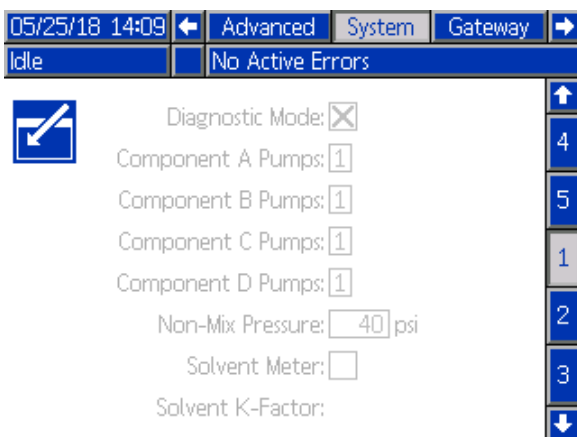 05/25/18 14:09 Advanced System Gateway
Idle No Active Errors
Diagnostic Mode:
Component A Pumps: 1
Component B Pumps: 1
Component C Pumps: 1
Component D Pumps: 1
Non-Mix Pressure: 40 psi
Solvent Meter:
Solvent K-Factor:
4
5
1
2
3